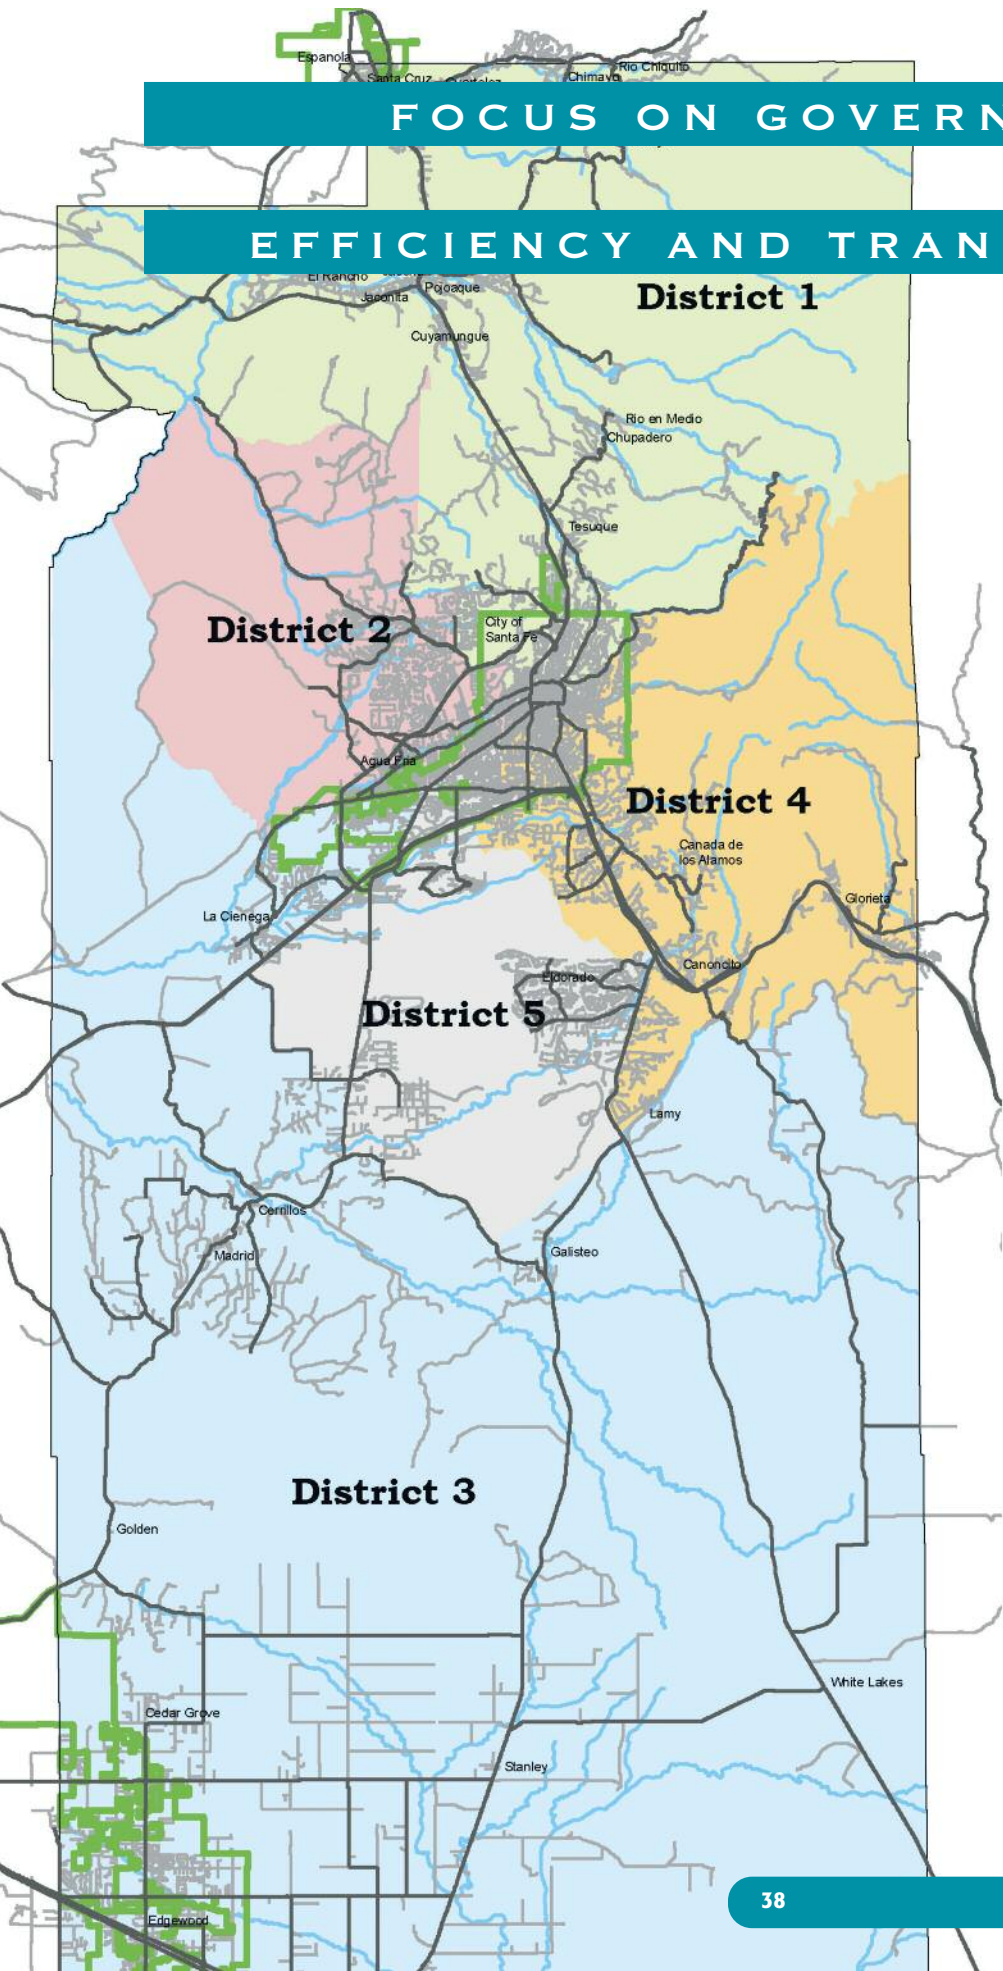 Espanola
Rio Chiquito
Santa Cruz
Chimayo
FOCUS ON GOVERN
EFFICIENCY AND TRAN
El Rancho
Jaconita
Pojoaque
District 1
Cuyamungue
Rio en Medio
Chupadero
Tesuque
City of
Santa Fe
District 2
Agua Fria
District 4
Canada de
los Alamos
Glorieta
La Cienega
Canoncito
Eldorado
District 5
Lamy
Cerrillos
Madrid
Galisteo
District 3
Golden
White Lakes
Cedar Grove
Stanley
38
Edgewood